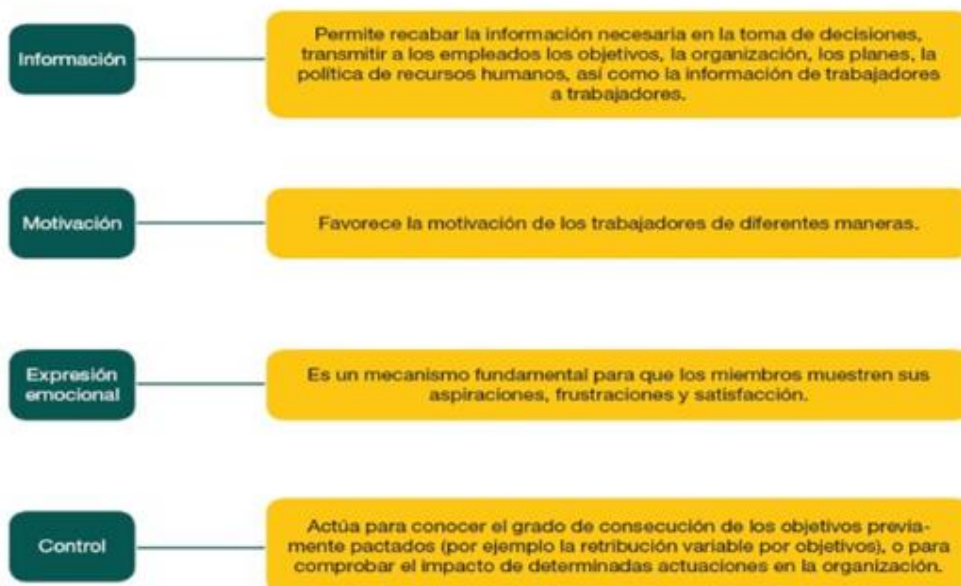 Información
Permite recabar la información necesaria en la toma de decisiones,
transmitir a los empleados los objetivos, la organización, los planes, la
política de recursos humanos, así como la información de trabajadores
a trabajadores.
Motivación
Favorece la motivación de los trabajadores de diferentes maneras.
Expresión
emocional
Es un mecanismo fundamental para que los miembros muestren sus
aspiraciones, frustraciones y satisfacción.
Control
Actúa para conocer el grado de consecución de los objetivos previa-
mente pactados (por ejemplo la retribución variable por objetivos), o para
comprobar el impacto de determinadas actuaciones en la organización.